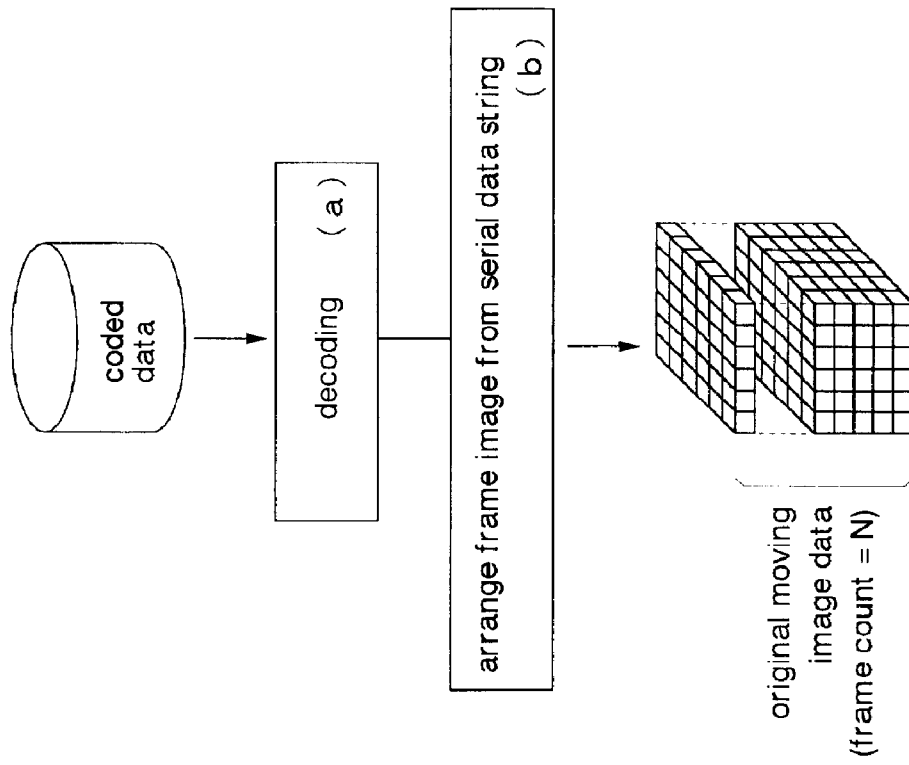 coded
data
decoding
( a )
arrange frame image from serial data string
( b )
original moving
image data
(frame count = N)